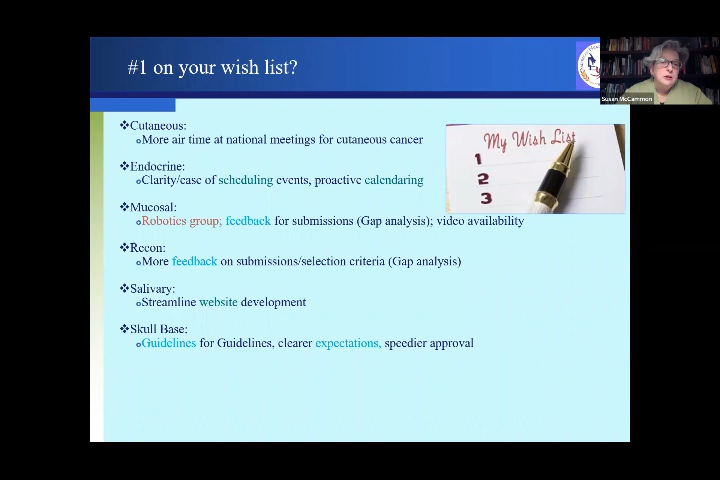 #1 on your wish list?
Susan McCammon
❖Cutaneous:
More air time at national meetings for cutaneous cancer
My Wish List
1
2
3
❖Endocrine:
Clarity/ease of scheduling events, proactive calendaring
❖Mucosal:
Robotics group; feedback for submissions (Gap analysis); video availability
❖Recon:
More feedback on submissions/selection criteria (Gap analysis)
❖Salivary:
Streamline website development
❖Skull Base:
Guidelines for Guidelines, clearer expectations, speedier approval